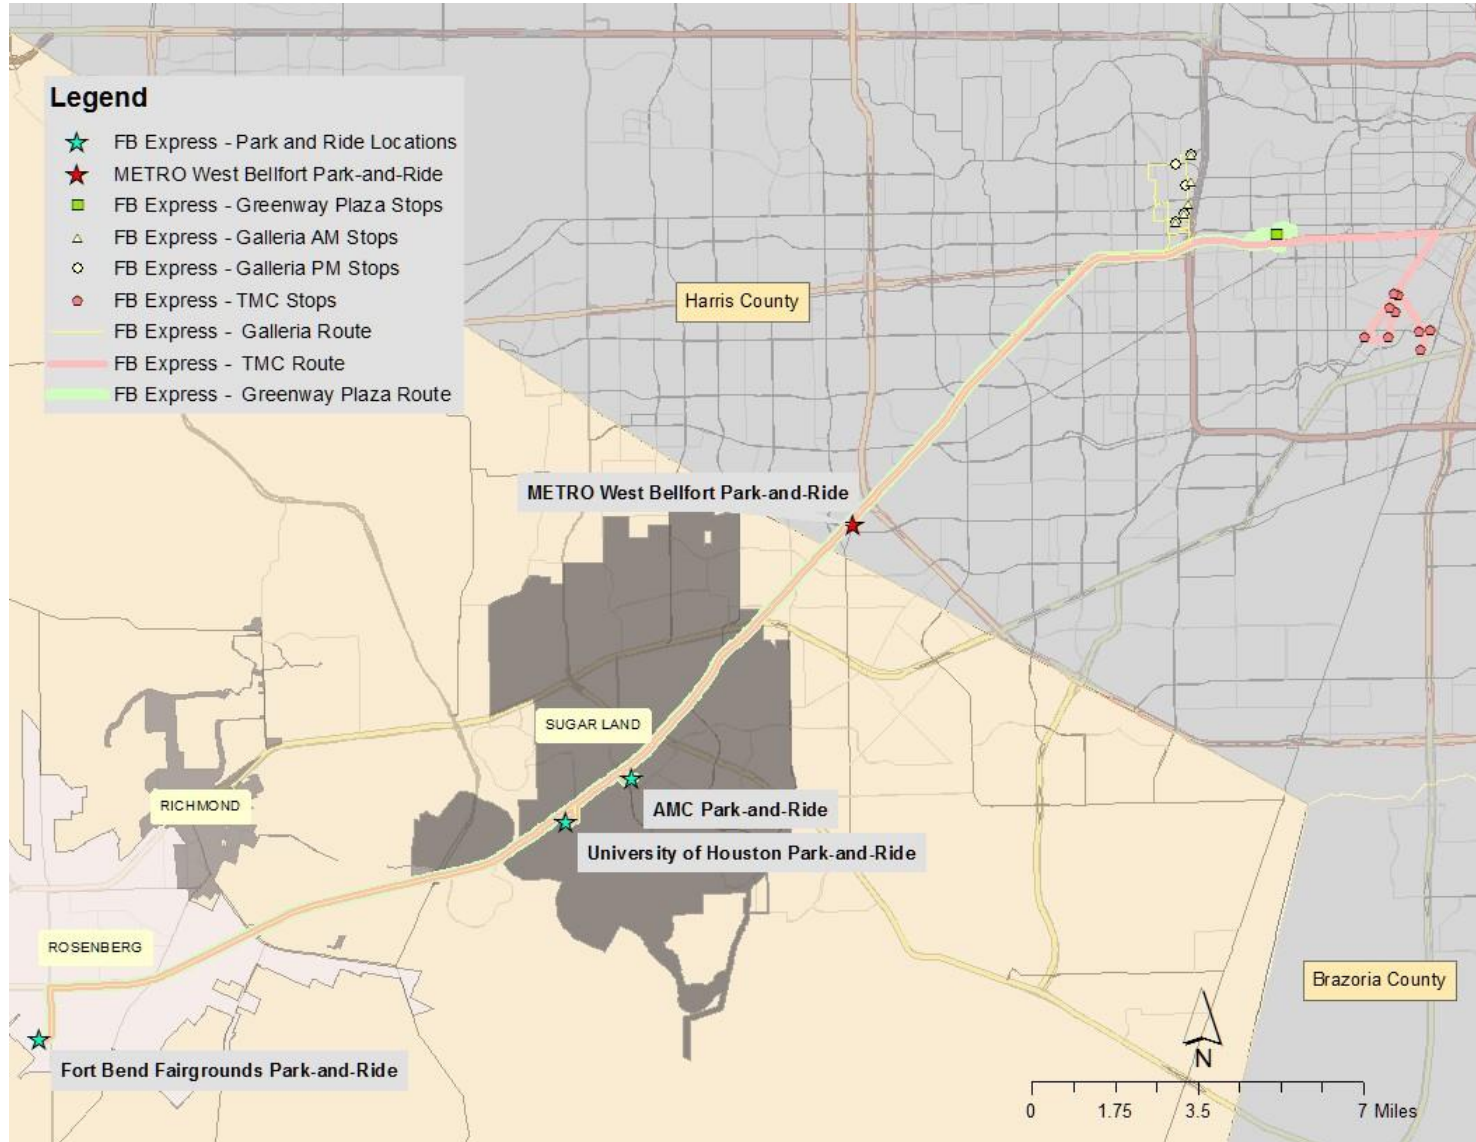 Legend
FB Express - Park and Ride Locations
METRO West Bellfort Park-and-Ride
FB Express - Greenway Plaza Stops
FB Express - Galleria AM Stops
FB Express - Galleria PM Stops
FB Express - TMC Stops
FB Express - Galleria Route
FB Express - TMC Route
FB Express - Greenway Plaza Route
Harris County
METRO West Bellfort Park-and-Ride
SUGAR LAND
RICHMOND
AMC Park-and-Ride
University of Houston Park-and-Ride
ROSENBERG
Brazoria County
Fort Bend Fairgrounds Park-and-Ride
N
0 1.75 3.5 7 Miles